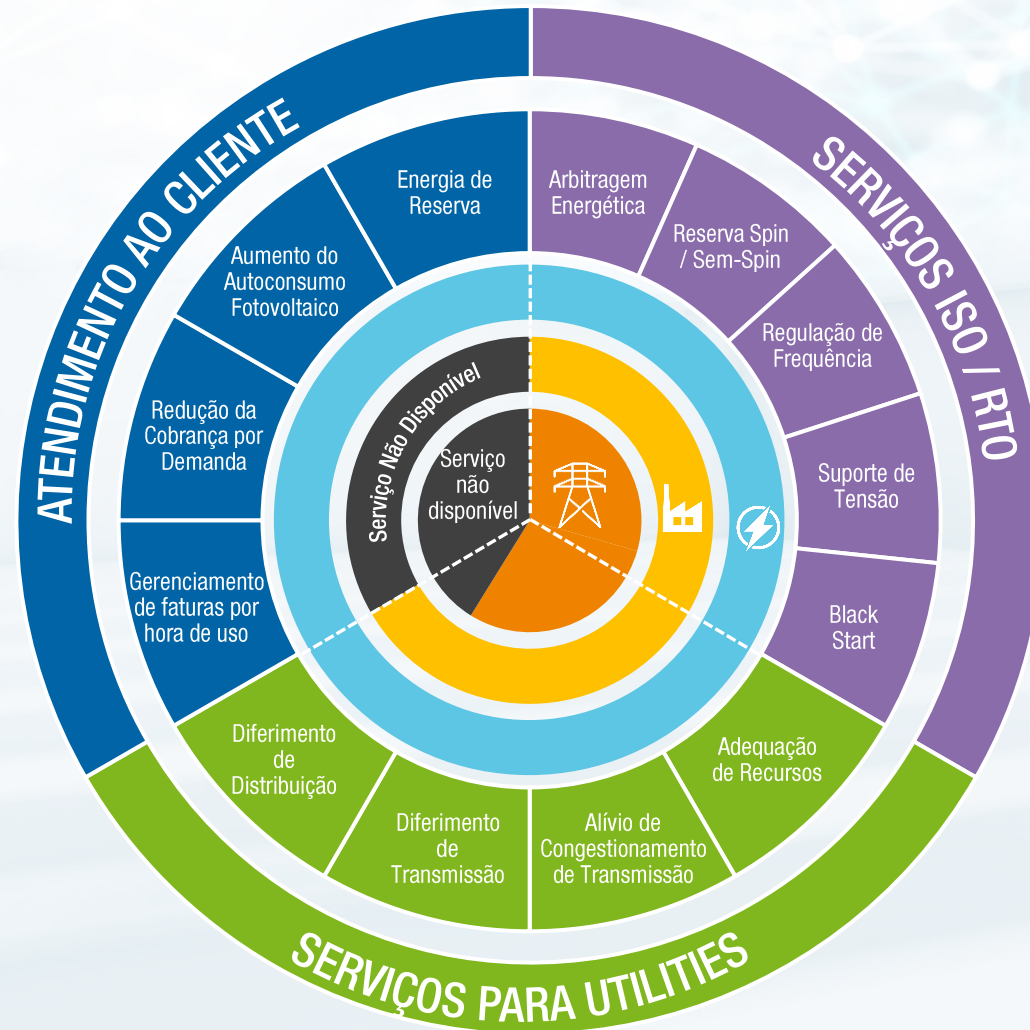 ATENDIMENTO AO CLIENTE
SERVIÇOS ISO / RTO
SERVIÇOS PARA UTILITIES
Energia de
Reserva
Aumento do
Autoconsumo
Fotovoltaico
Redução da
Cobrança por
Demanda
Gerenciamento
de faturas por
hora de uso
Arbitragem
Energética
Reserva Spin
/ Sem-Spin
Regulação de
Frequência
Suporte de
Tensão
Black
Start
Adequação
de Recursos
Alívio de
Congestionamento
de Transmissão
Diferimento
de
Transmissão
Diferimento
de
Distribuição
Serviço Não Disponível
Serviço
não
disponível